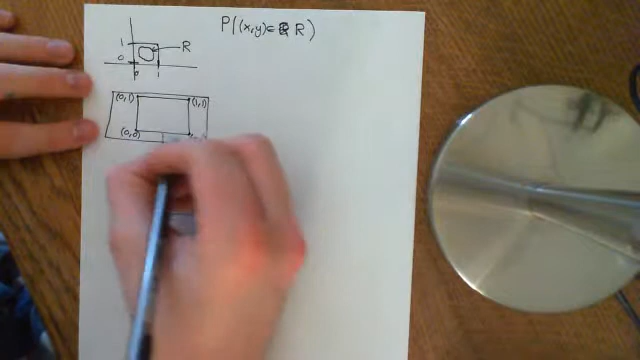 P((x,y)= R)
1
R
0
0 1
(0,1) (1,1)
(0,0)